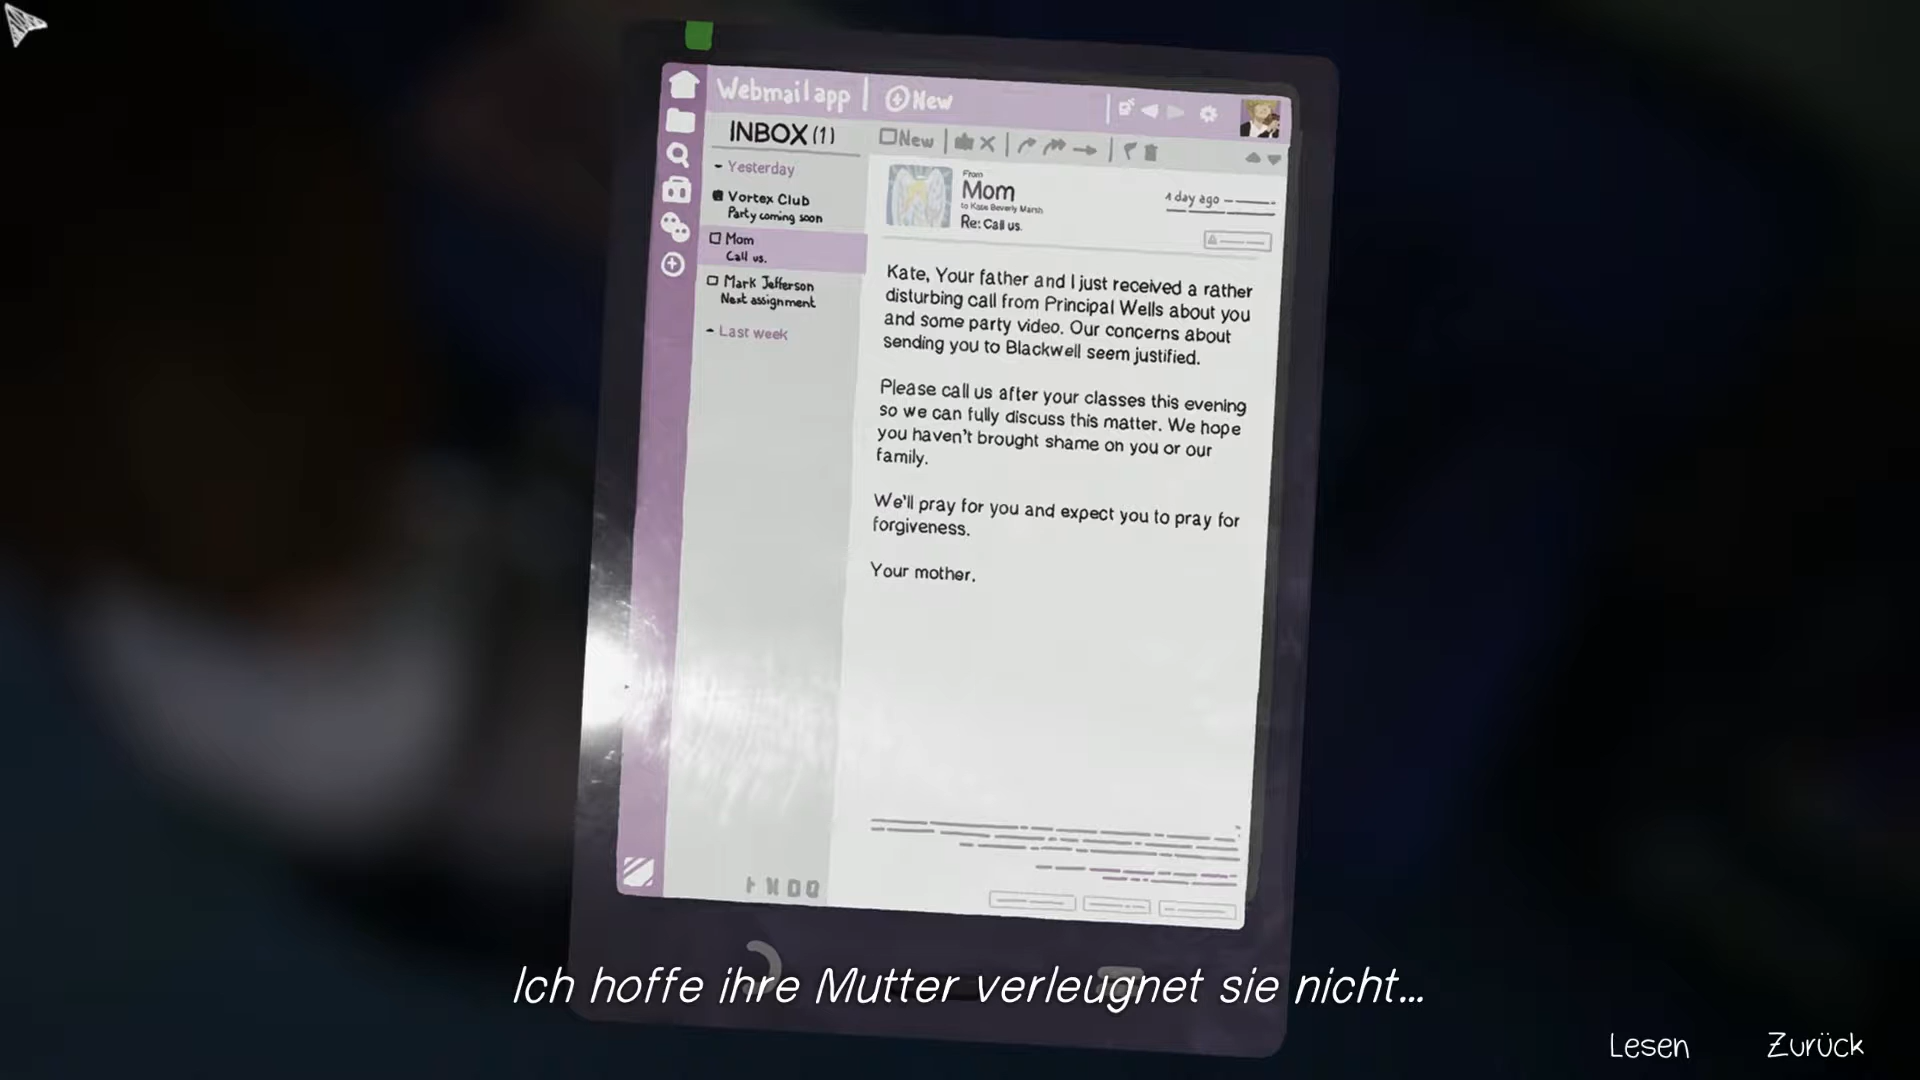 Webmail app
New
INBOX (1)
New
Yesterday
Vortex Club
Party coming soon
Mom
Call us.
Mark Jefferson
Next assignment
Last week
From
Mom
to Kate Beverly Marsh
Re: Call us.
1 day ago
Kate, Your father and I just received a rather
disturbing call from Principal Wells about you
and some party video. Our concerns about
sending you to Blackwell seem justified.
Please call us after your classes this evening
so we can fully discuss this matter. We hope
you haven't brought shame on you or our
family.
We'll pray for you and expect you to pray for
forgiveness.
Your mother.
Ich hoffe ihre Mutter verleugnet sie nicht...
Lesen
Zurück